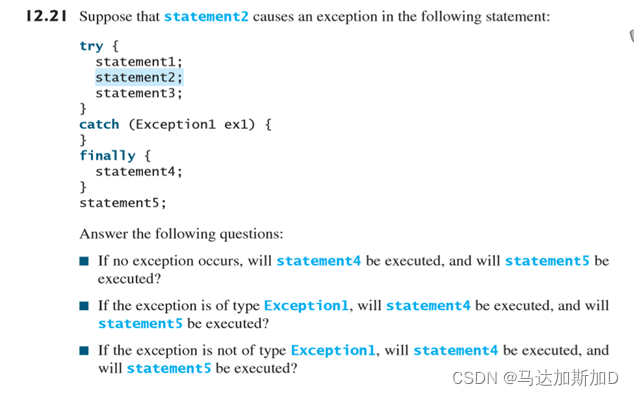 12.21 Suppose that statement2 causes an exception in the following statement:
try {
  statement1;
  statement2;
  statement3;
}
catch (Exception1 ex1) {
}
finally {
  statement4;
}
statement5;
Answer the following questions:
■ If no exception occurs, will statement4 be executed, and will statement5 be
executed?
■ If the exception is of type Exception1, will statement4 be executed, and will
statement5 be executed?
■ If the exception is not of type Exception1, will statement4 be executed, and
will statement5 be executed?
CSDN @马达加斯加D